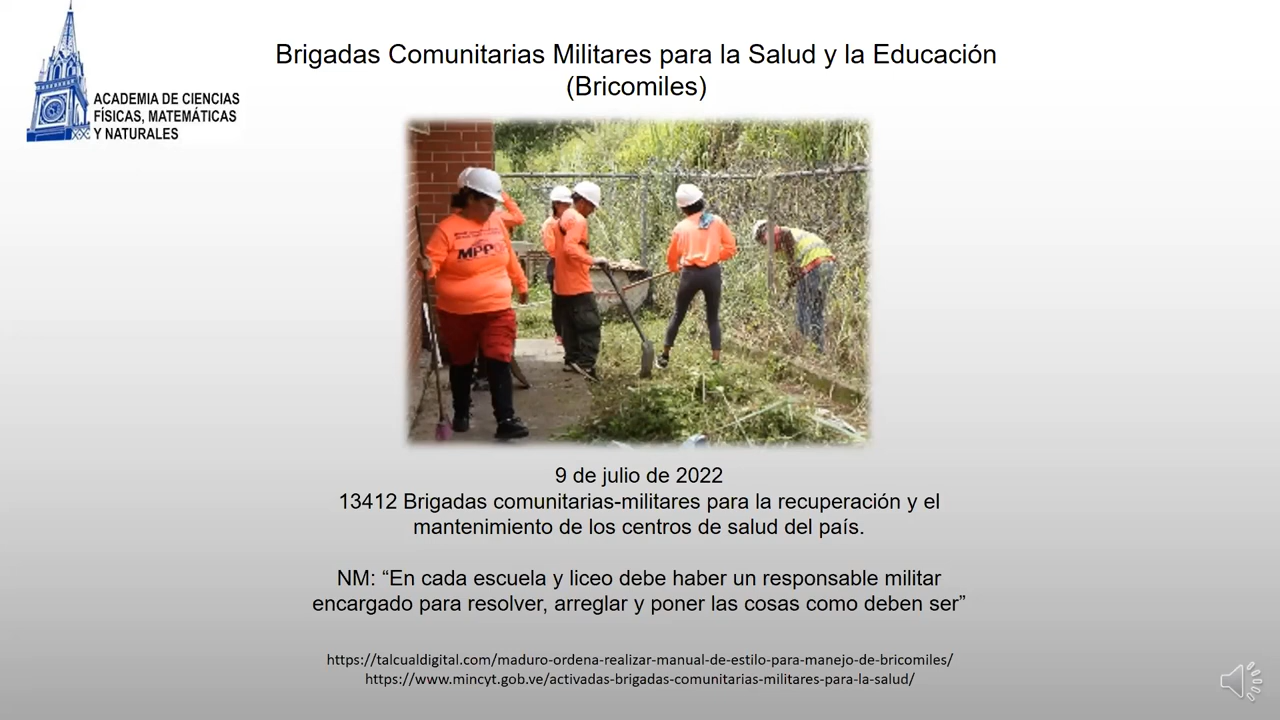 Brigadas Comunitarias Militares para la Salud y la Educación
(Bricomiles)
ACADEMIA DE CIENCIAS
FÍSICAS, MATEMÁTICAS
Y NATURALES
9 de julio de 2022
13412 Brigadas comunitarias-militares para la recuperación y el
mantenimiento de los centros de salud del país.
NM: “En cada escuela y liceo debe haber un responsable militar
encargado para resolver, arreglar y poner las cosas como deben ser”
https://talcualdigital.com/maduro-ordena-realizar-manual-de-estilo-para-manejo-de-bricomiles/
https://www.mincyt.gob.ve/activadas-brigadas-comunitarias-militares-para-la-salud/